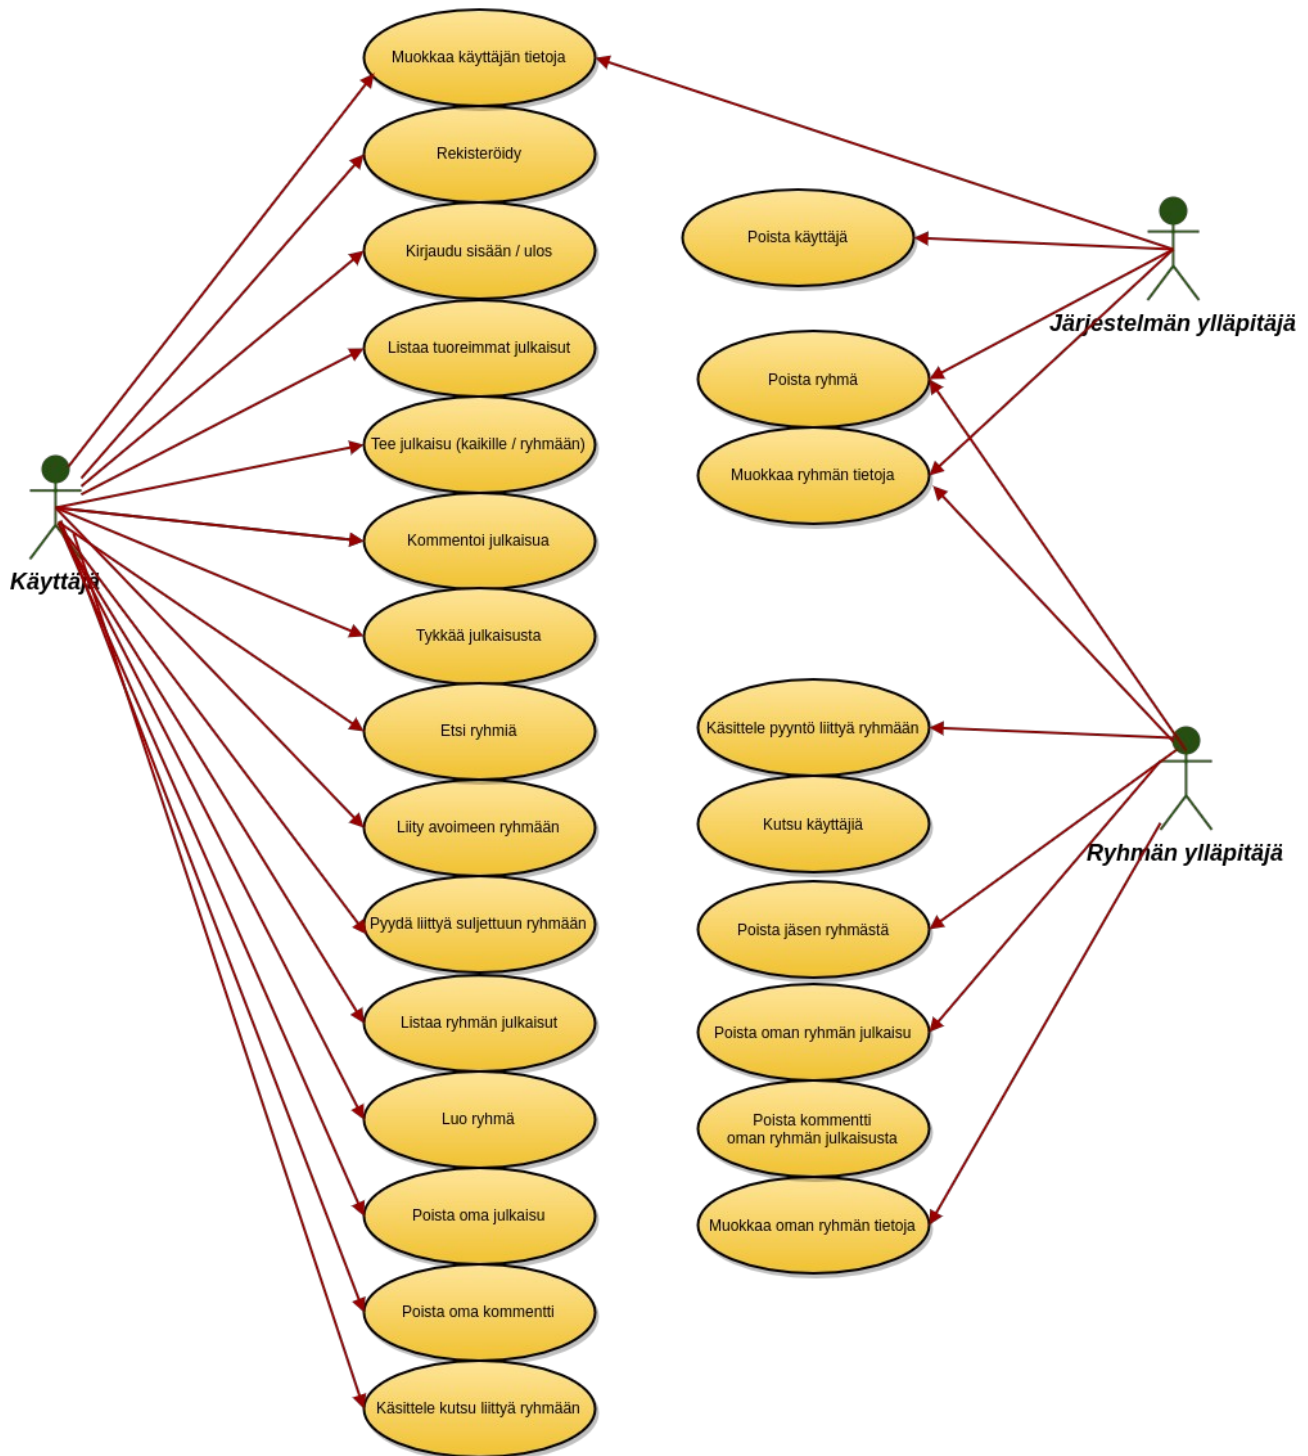 Muokkaa käyttäjän tietoja
Rekisteröidy
Kirjaudu sisään / ulos
Listaa tuoreimmat julkaisut
Tee julkaisu (kaikille / ryhmään)
Kommentoi julkaisua
Tykkää julkaisusta
Etsi ryhmiä
Liity avoimeen ryhmään
Pyydä liittyä suljettuun ryhmään
Listaa ryhmän julkaisut
Luo ryhmä
Poista oma julkaisu
Poista oma kommentti
Käsittele kutsu liittyä ryhmään
Käyttäjä
Poista käyttäjä
Poista ryhmä
Muokkaa ryhmän tietoja
Käsittele pyyntö liittyä ryhmään
Kutsu käyttäjiä
Poista jäsen ryhmästä
Poista oman ryhmän julkaisu
Poista kommentti
oman ryhmän julkaisusta
Muokkaa oman ryhmän tietoja
Järjestelmän ylläpitäjä
Ryhmän ylläpitäjä